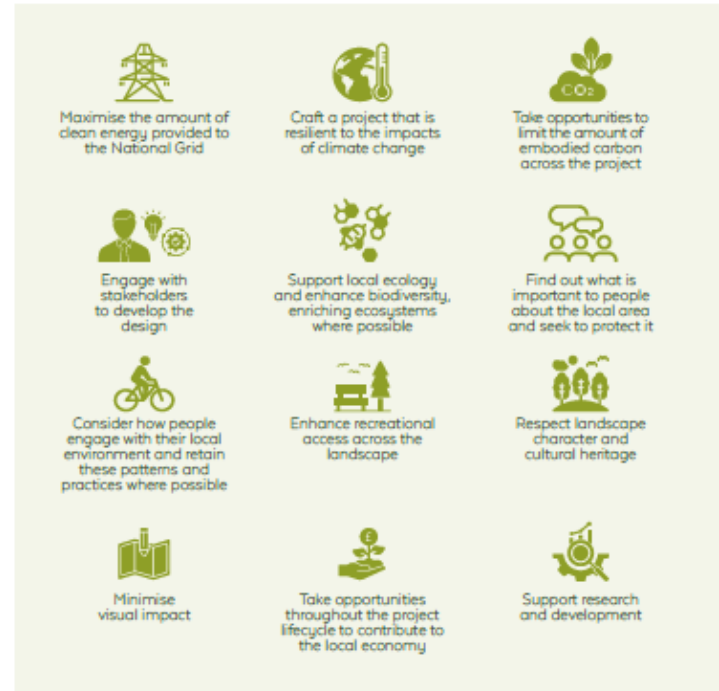 Maximise the amount of
clean energy provided to
the National Grid
Craft a project that is
resilient to the impacts
of climate change
CO₂
Take opportunities to
limit the amount of
embodied carbon
across the project
Engage with
stakeholders
to develop the
design
Support local ecology
and enhance biodiversity,
enriching ecosystems
where possible
Find out what is
important to people
about the local area
and seek to protect it
Consider how people
engage with their local
environment and retain
these patterns and
practices where possible
Enhance recreational
access across the
landscape
Respect landscape
character and
cultural heritage
Minimise
visual impact
£
Take opportunities
throughout the project
lifecycle to contribute to
the local economy
Support research
and development